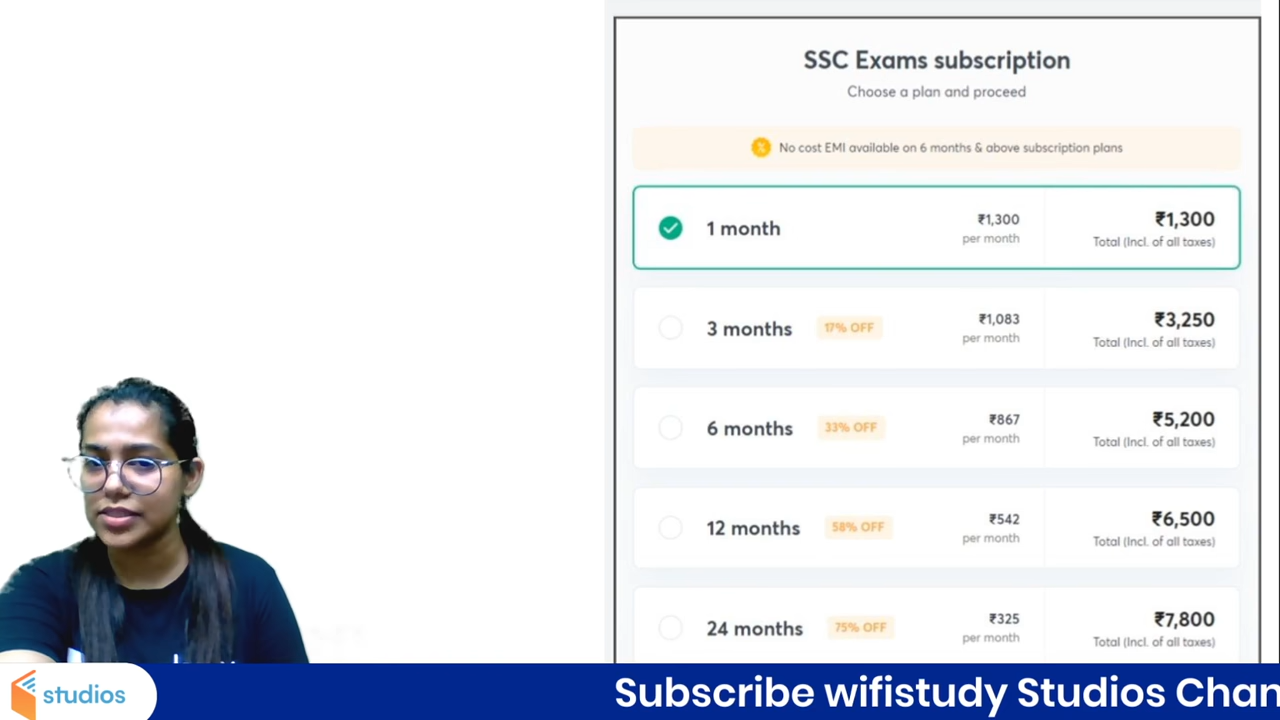 SSC Exams subscription
Choose a plan and proceed
No cost EMI available on 6 months & above subscription plans
1 month
₹1,300
per month
₹1,300
Total (Incl. of all taxes)
3 months
17% OFF
₹1,083
per month
₹3,250
Total (Incl. of all taxes)
6 months
33% OFF
₹867
per month
₹5,200
Total (Incl. of all taxes)
12 months
58% OFF
₹542
per month
₹6,500
Total (Incl. of all taxes)
24 months
75% OFF
₹325
per month
₹7,800
Total (Incl. of all taxes)
studios
Subscribe wifistudy Studios Chan